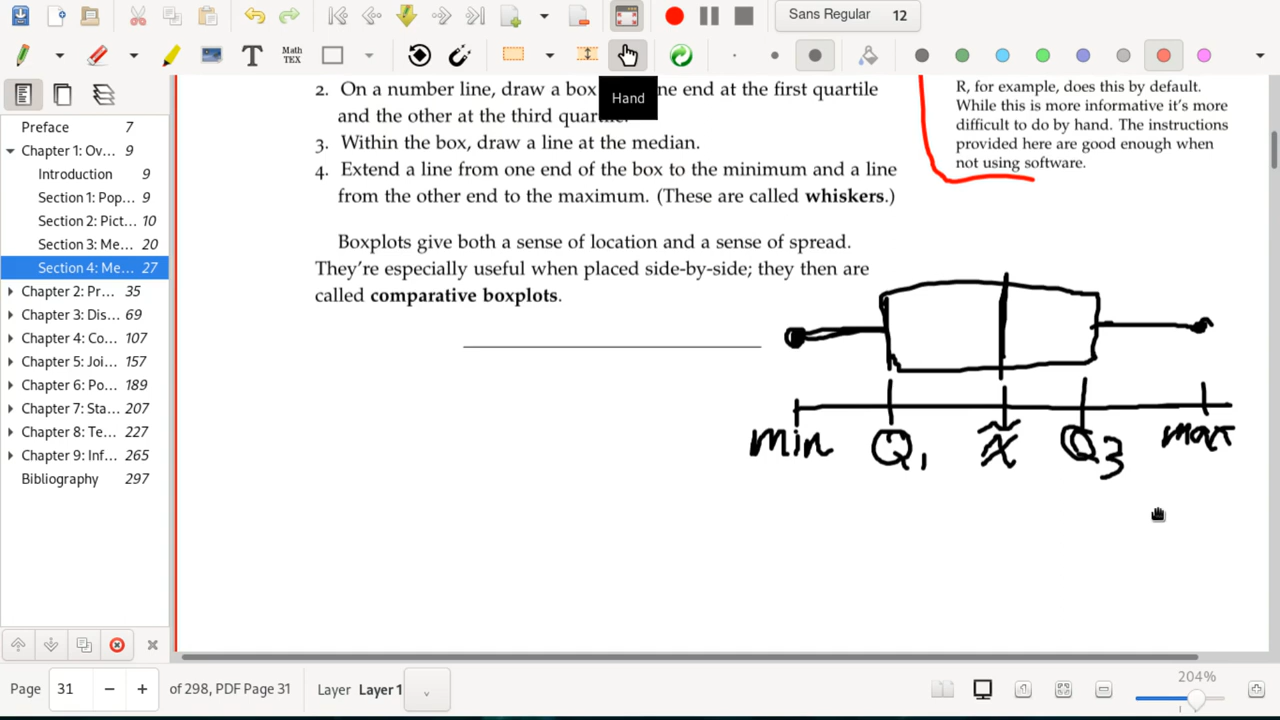 Sans Regular 12
Math
TEX
Hand
Preface 7
Chapter 1: Ov... 9
Introduction 9
Section 1: Pop... 9
Section 2: Pict... 10
Section 3: Me... 20
Section 4: Me... 27
Chapter 2: Pr... 35
Chapter 3: Dis... 69
Chapter 4: Co... 107
Chapter 5: Joi... 157
Chapter 6: Po... 189
Chapter 7: Sta... 207
Chapter 8: Te... 227
Chapter 9: Inf... 265
Bibliography 297
2. On a number line, draw a box ne end at the first quartile
and the other at the third quartile.
3. Within the box, draw a line at the median.
4. Extend a line from one end of the box to the minimum and a line
from the other end to the maximum. (These are called whiskers.)
Boxplots give both a sense of location and a sense of spread.
They're especially useful when placed side-by-side; they then are
called comparative boxplots.
R, for example, does this by default.
While this is more informative it's more
difficult to do by hand. The instructions
provided here are good enough when
not using software.
min Q1 x̃ Q3 max
Page 31 of 298, PDF Page 31 Layer Layer 1
204%